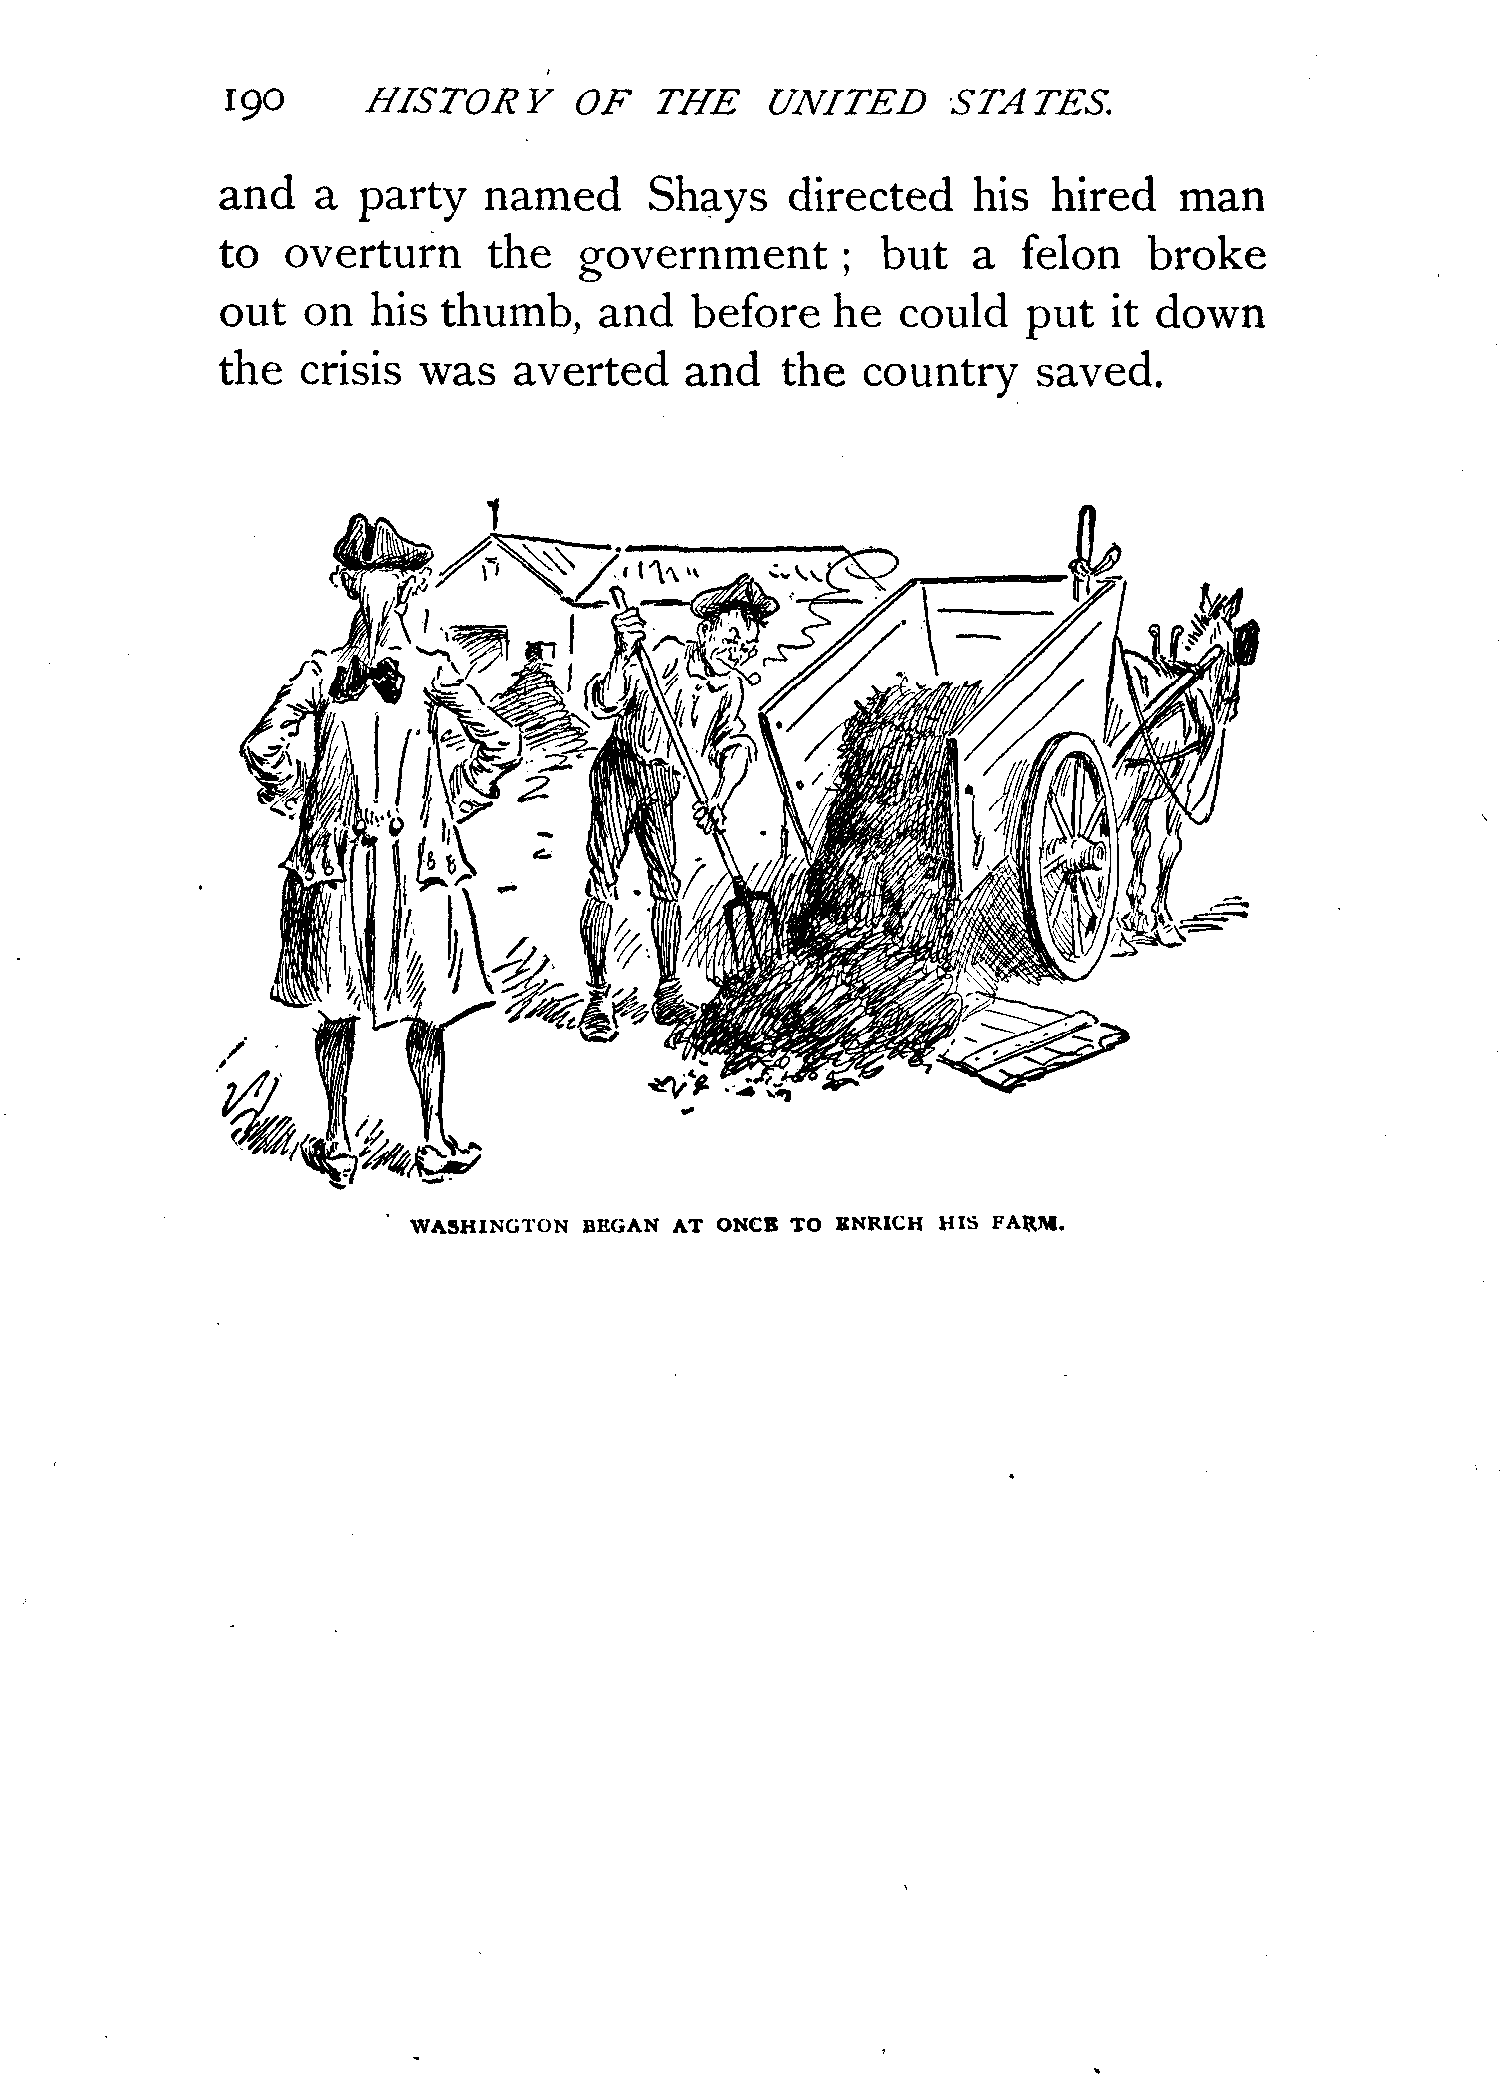 190 HISTORY OF THE UNITED STATES.
and a party named Shays directed his hired man
to overturn the government ; but a felon broke
out on his thumb, and before he could put it down
the crisis was averted and the country saved.
WASHINGTON BEGAN AT ONCE TO ENRICH HIS FARM.